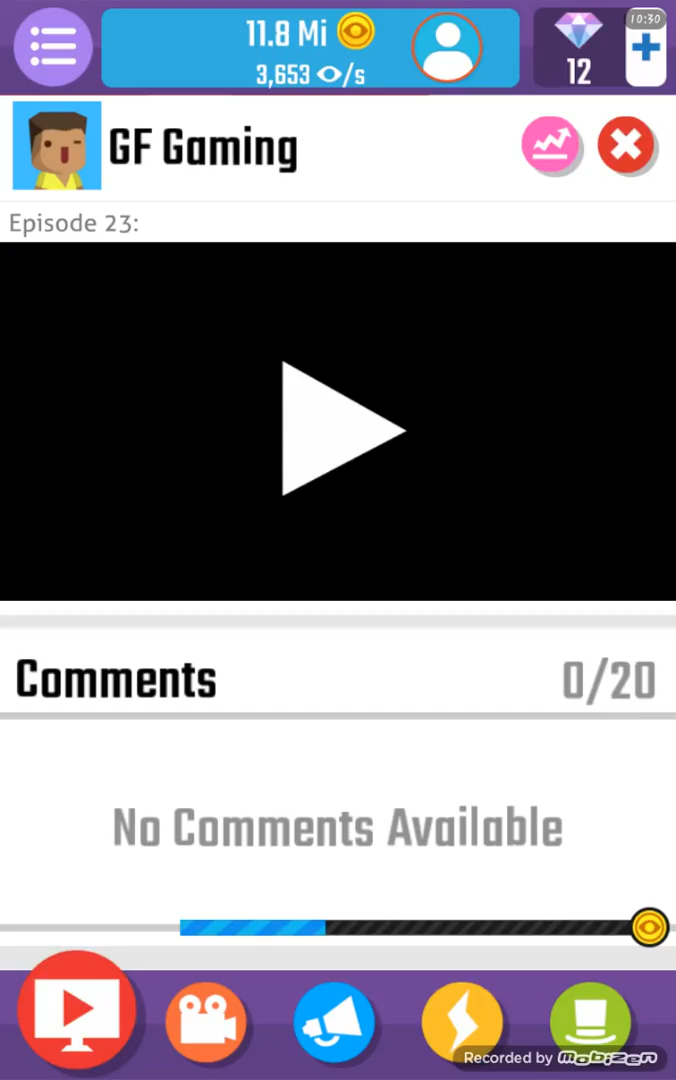 11.8 Mi
3,653 /s
12
10:30
GF Gaming
Episode 23:
Comments 0/20
No Comments Available
Recorded by mobizen